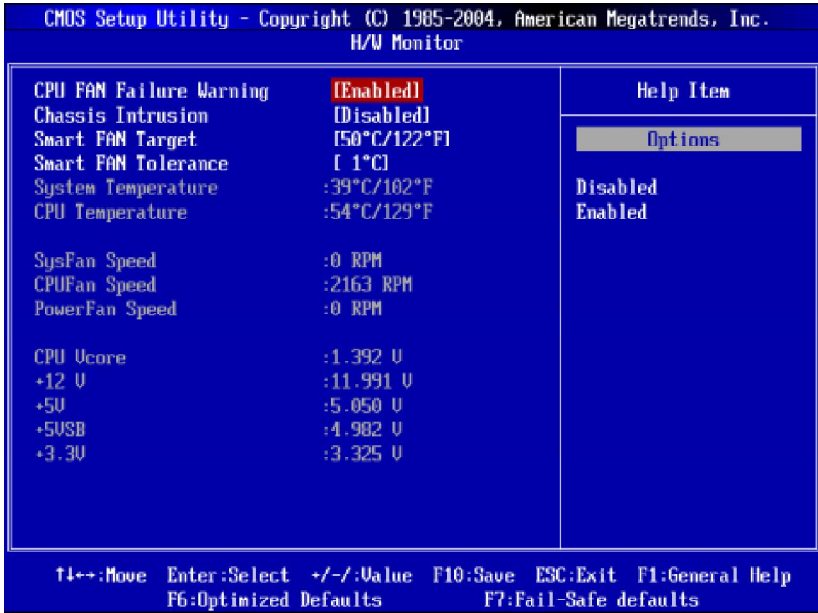 CMOS Setup Utility - Copyright (C) 1985-2004, American Megatrends, Inc.
H/W Monitor
CPU FAN Failure Warning [Enabled]
Chassis Intrusion [Disabled]
Smart FAN Target [50°C/122°F]
Smart FAN Tolerance [ 1°C]
System Temperature :39°C/102°F
CPU Temperature :54°C/129°F
SysFan Speed :0 RPM
CPUFan Speed :2163 RPM
PowerFan Speed :0 RPM
CPU Vcore :1.392 V
+12 V :11.991 V
+5V :5.050 V
+5VSB :4.982 V
+3.3V :3.325 V
Help Item
Options
Disabled
Enabled
↑↓←→:Move Enter:Select +/-/:Value F10:Save ESC:Exit F1:General Help
F6:Optimized Defaults F7:Fail-Safe defaults